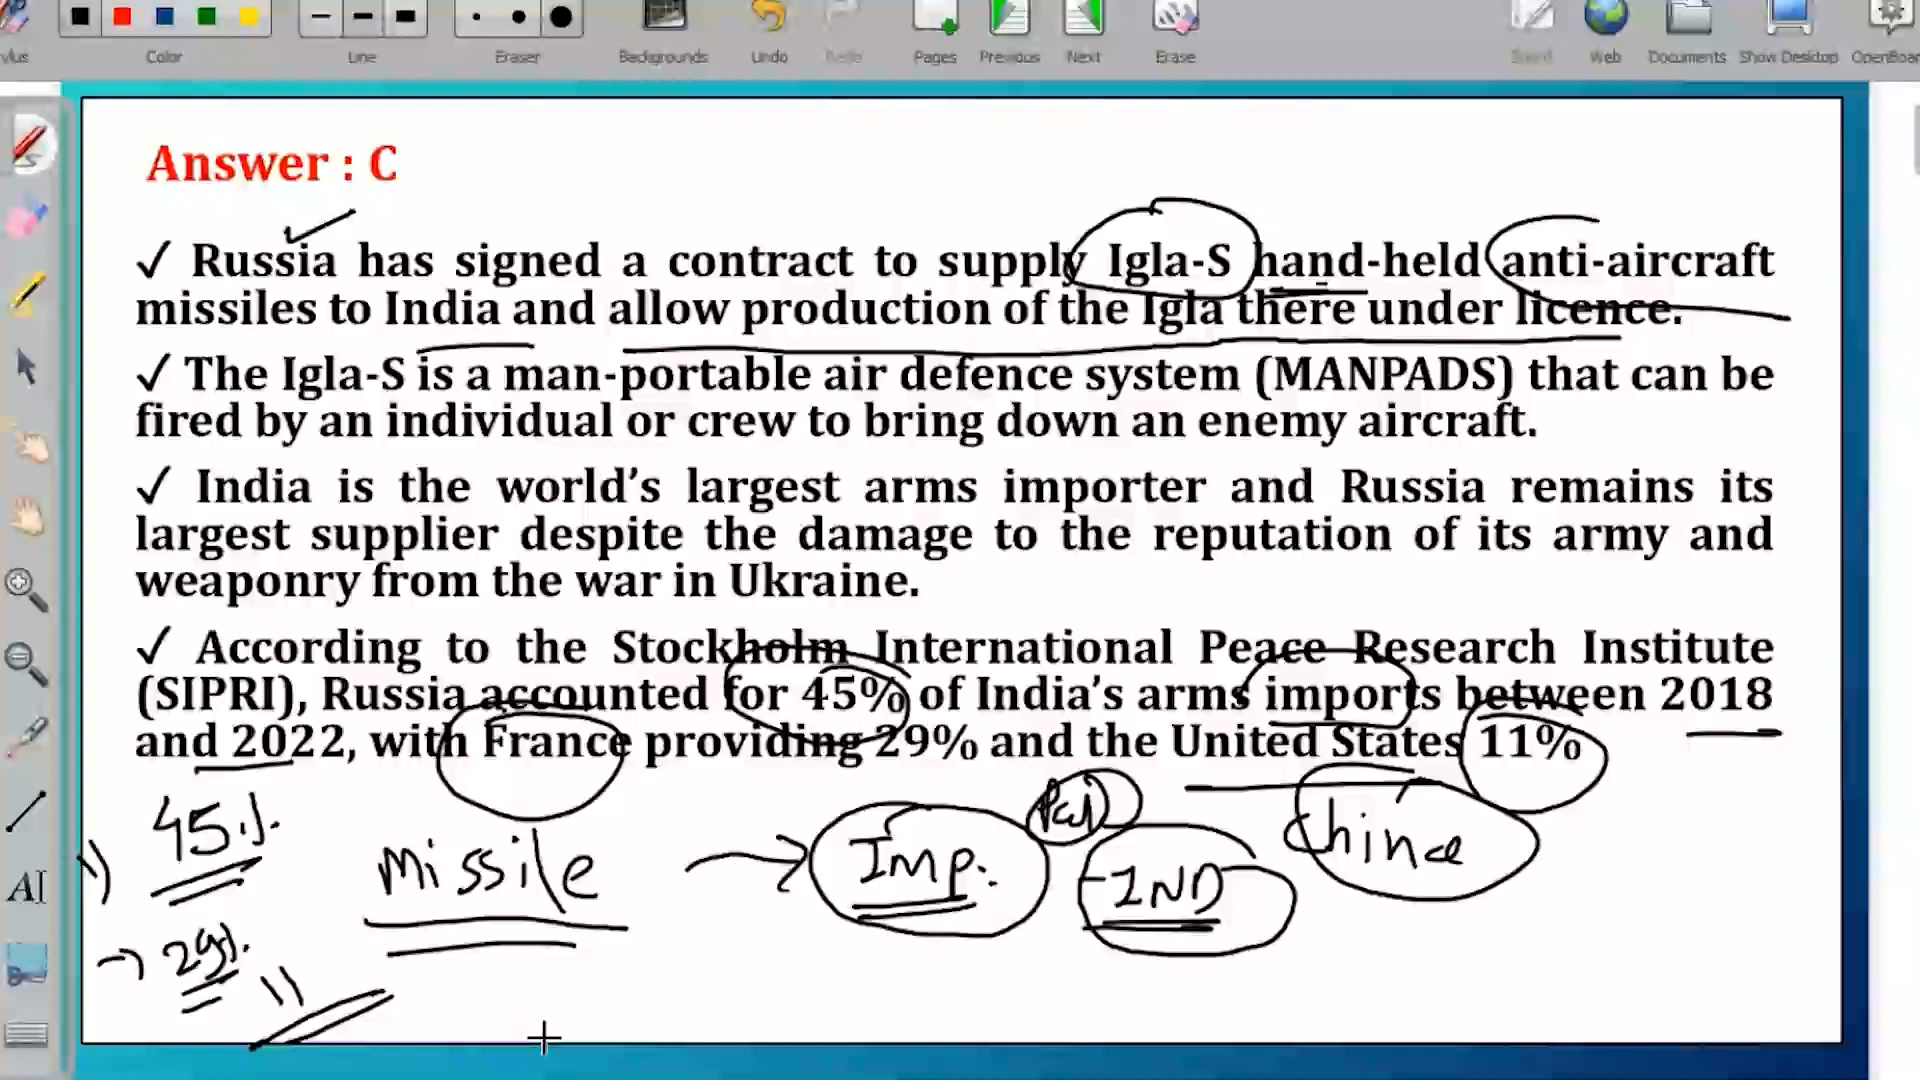 Color
Line
Eraser
Backgrounds
Undo
Pages
Previous
Next
Erase
Web
Documents
Show Desktop
Answer : C
✓ Russia has signed a contract to supply Igla-S hand-held anti-aircraft
missiles to India and allow production of the Igla there under licence.
✓ The Igla-S is a man-portable air defence system (MANPADS) that can be
fired by an individual or crew to bring down an enemy aircraft.
✓ India is the world’s largest arms importer and Russia remains its
largest supplier despite the damage to the reputation of its army and
weaponry from the war in Ukraine.
✓ According to the Stockholm International Peace Research Institute
(SIPRI), Russia accounted for 45% of India’s arms imports between 2018
and 2022, with France providing 29% and the United States 11%
45%
Missile
Imp.
IND
China
29%
AI